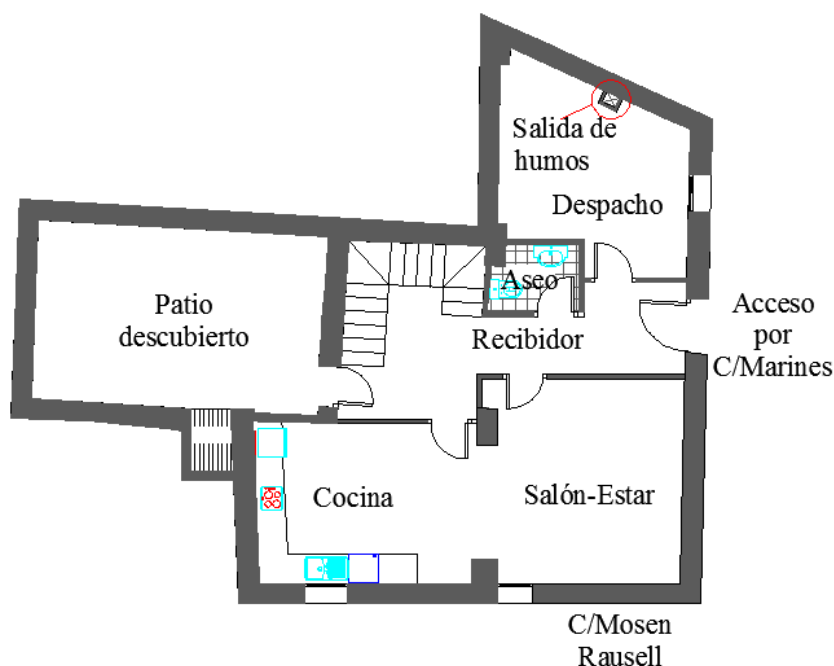 Salida de
humos
Despacho
Aseo
Patio
descubierto
Recibidor
Acceso
por
C/Marines
Cocina
Salón-Estar
C/Mosen
Rausell